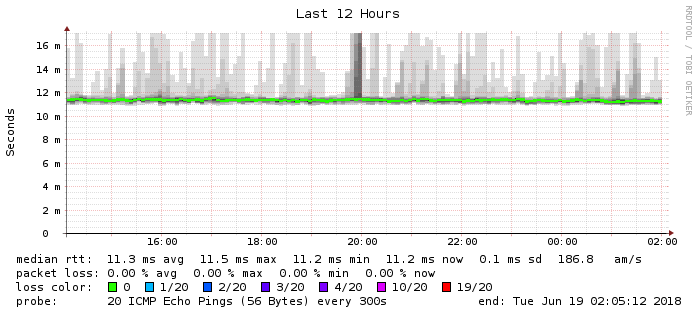 Last 12 Hours
RRDTOOL / TOBI OETIKER
Seconds
16 m
14 m
12 m
10 m
8 m
6 m
4 m
2 m
0
16:00 18:00 20:00 22:00 00:00 02:00
median rtt: 11.3 ms avg 11.5 ms max 11.2 ms min 11.2 ms now 0.1 ms sd 186.8 am/s
packet loss: 0.00 % avg 0.00 % max 0.00 % min 0.00 % now
loss color: 0 1/20 2/20 3/20 4/20 10/20 19/20
probe: 20 ICMP Echo Pings (56 Bytes) every 300s end: Tue Jun 19 02:05:12 2018